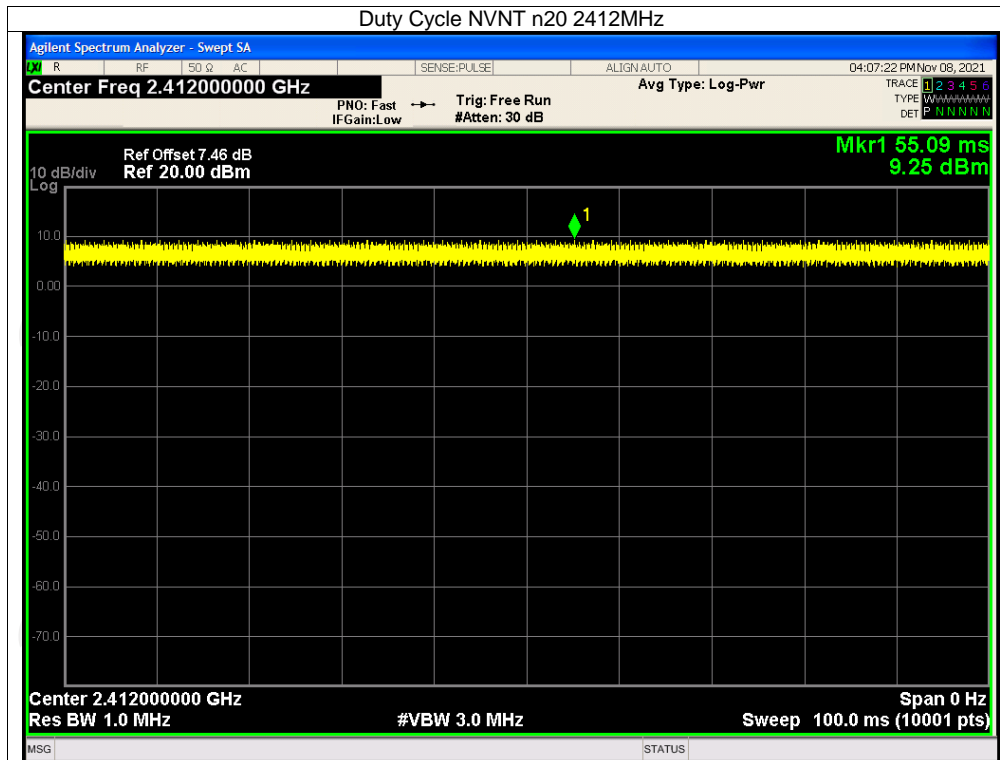 Duty Cycle NVNT n20 2412MHz
Agilent Spectrum Analyzer - Swept SA
LXI R RF 50 Ω AC SENSE:PULSE ALIGN AUTO 04:07:22 PM Nov 08, 2021
Center Freq 2.412000000 GHz
PNO: Fast
IFGain:Low
Trig: Free Run
#Atten: 30 dB
Avg Type: Log-Pwr
TRACE 1 2 3 4 5 6
TYPE WWWWWWW
DET P N N N N N
Mkr1 55.09 ms
9.25 dBm
Ref Offset 7.46 dB
10 dB/div Ref 20.00 dBm
Log
1
10.0
0.00
-10.0
-20.0
-30.0
-40.0
-50.0
-60.0
-70.0
Center 2.412000000 GHz Span 0 Hz
Res BW 1.0 MHz #VBW 3.0 MHz Sweep 100.0 ms (10001 pts)
MSG STATUS